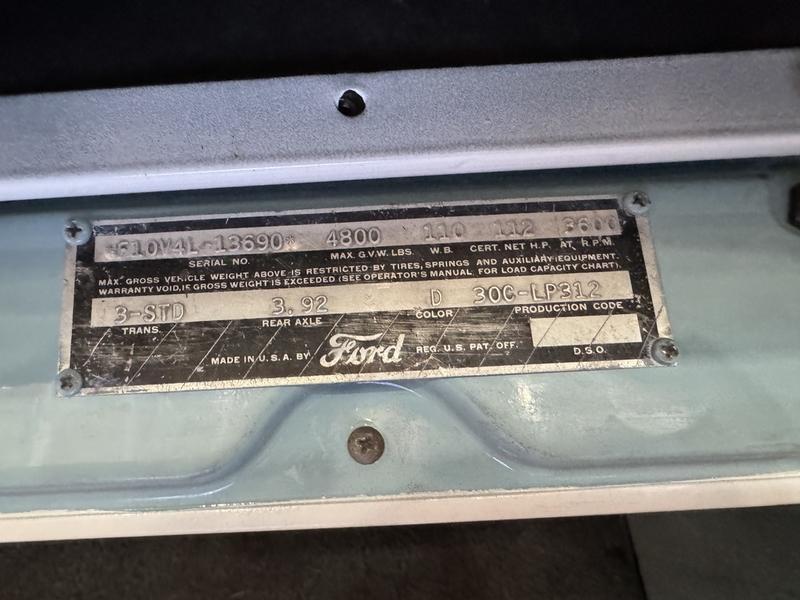 *F10V4L-13690* 4800 110 112 3600
SERIAL NO. MAX. G.V.W. LBS. W.B. CERT. NET H.P. AT. R.P.M.
MAX. GROSS VEHICLE WEIGHT ABOVE IS RESTRICTED BY TIRES, SPRINGS AND AUXILIARY EQUIPMENT.
WARRANTY VOID, IF GROSS WEIGHT IS EXCEEDED (SEE OPERATOR'S MANUAL FOR LOAD CAPACITY CHART).
3-STD 3.92 D 30C-LP312
TRANS. REAR AXLE COLOR PRODUCTION CODE
MADE IN U.S.A. BY Ford REG. U.S. PAT. OFF. D.S.O.